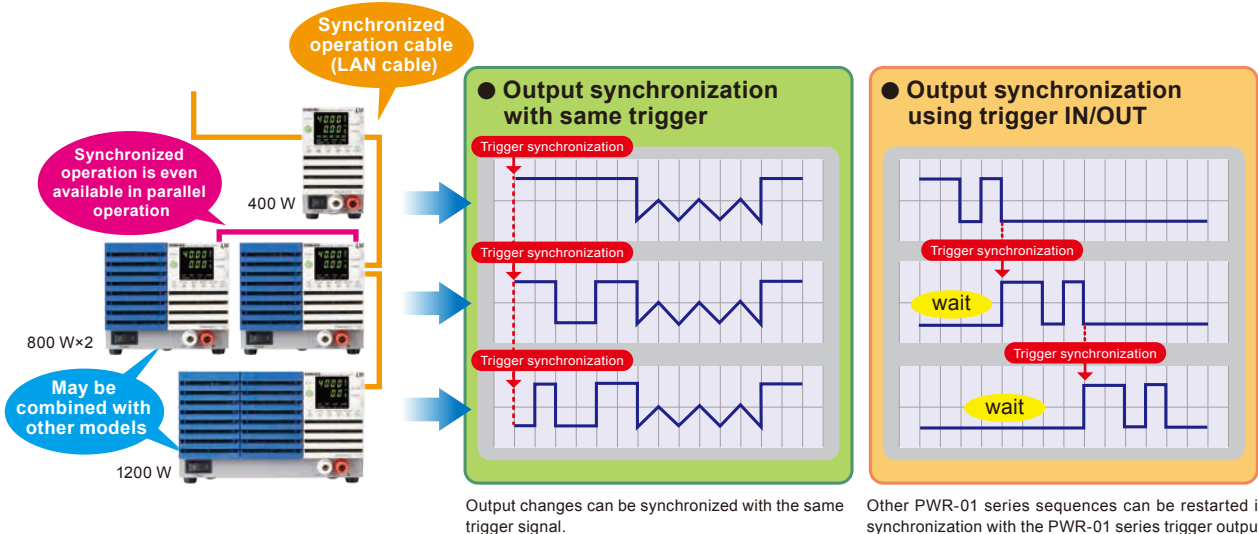 Synchronized
operation cable
(LAN cable)
Synchronized
operation is even
available in parallel
operation
400 W
800 W×2
May be
combined with
other models
1200 W
● Output synchronization
with same trigger
Trigger synchronization
Trigger synchronization
Trigger synchronization
Output changes can be synchronized with the same
trigger signal.
● Output synchronization
using trigger IN/OUT
Trigger synchronization
wait
Trigger synchronization
wait
Other PWR-01 series sequences can be restarted i
synchronization with the PWR-01 series trigger outpu